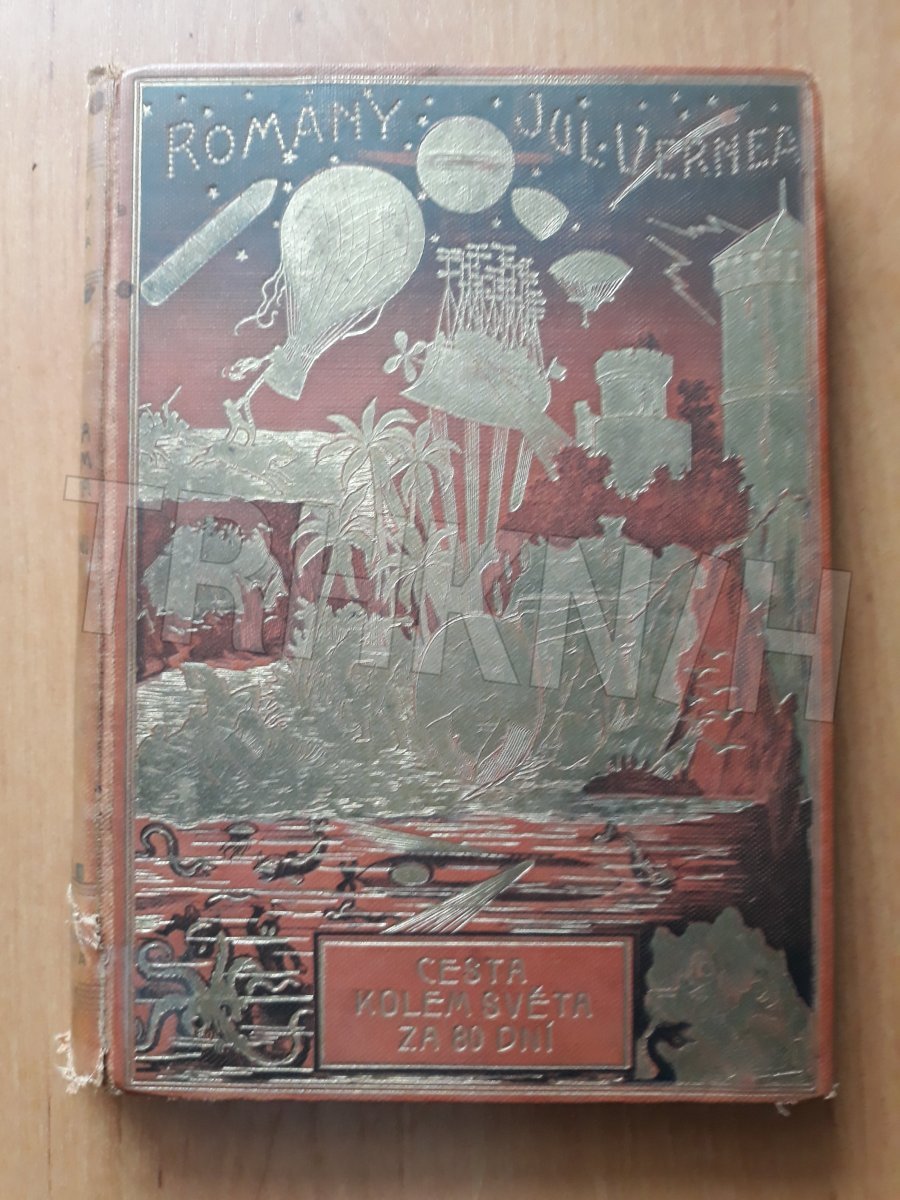 ROMÁNY JUL. VERNEA
TRHKNIH
CESTA
KOLEM SVĚTA
ZA 80 DNÍ